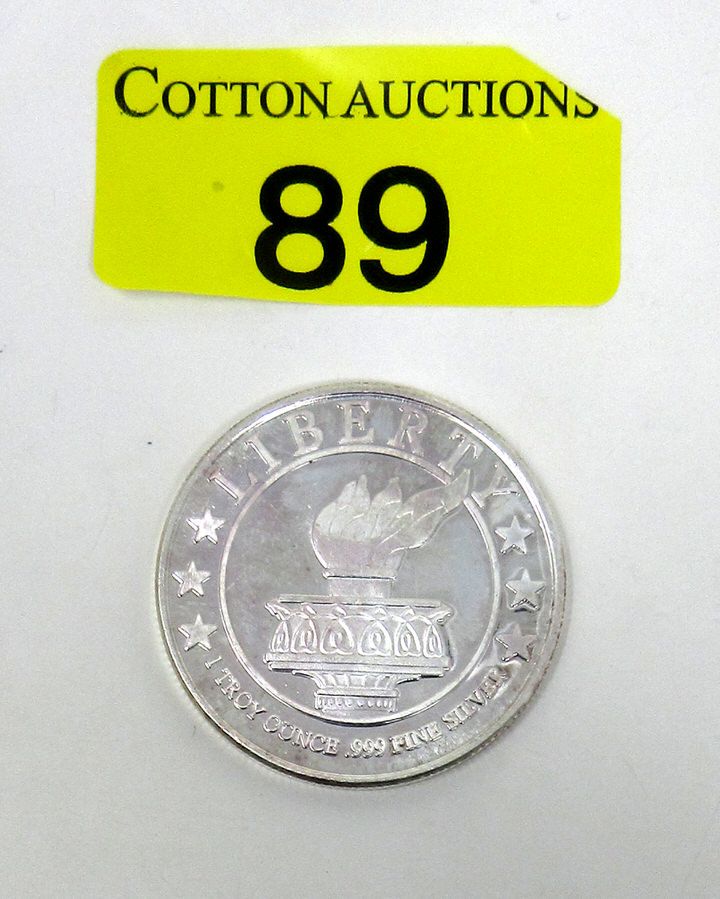 COTTON AUCTIONS
89
LIBERTY
1 TROY OUNCE .999 FINE SILVER